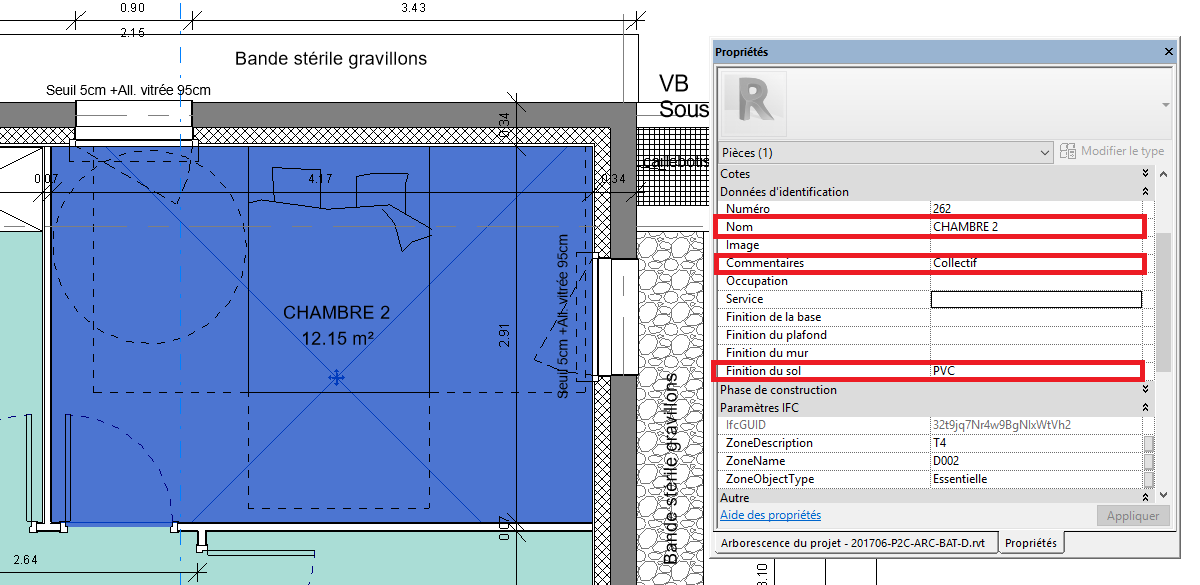 0.90
3.43
2.15
Bande stérile gravillons
Seuil 5cm +All. vitrée 95cm
VB
Sous
0.34
caillebotis
0.07
4.17
0.34
Seuil 5cm +All. vitrée 95cm
CHAMBRE 2
12.15 m²
2.91
Bande stérile gravillons
0.07
2.64
3.10
Propriétés
R
Pièces (1)
Modifier le type
Cotes
Données d'identification
Numéro 262
Nom CHAMBRE 2
Image
Commentaires Collectif
Occupation
Service
Finition de la base
Finition du plafond
Finition du mur
Finition du sol PVC
Phase de construction
Paramètres IFC
IfcGUID 32t9jq7Nr4w9BgNlxWtVh2
ZoneDescription T4
ZoneName D002
ZoneObjectType Essentielle
Autre
Aide des propriétés
Appliquer
Arborescence du projet - 201706-P2C-ARC-BAT-D.rvt
Propriétés